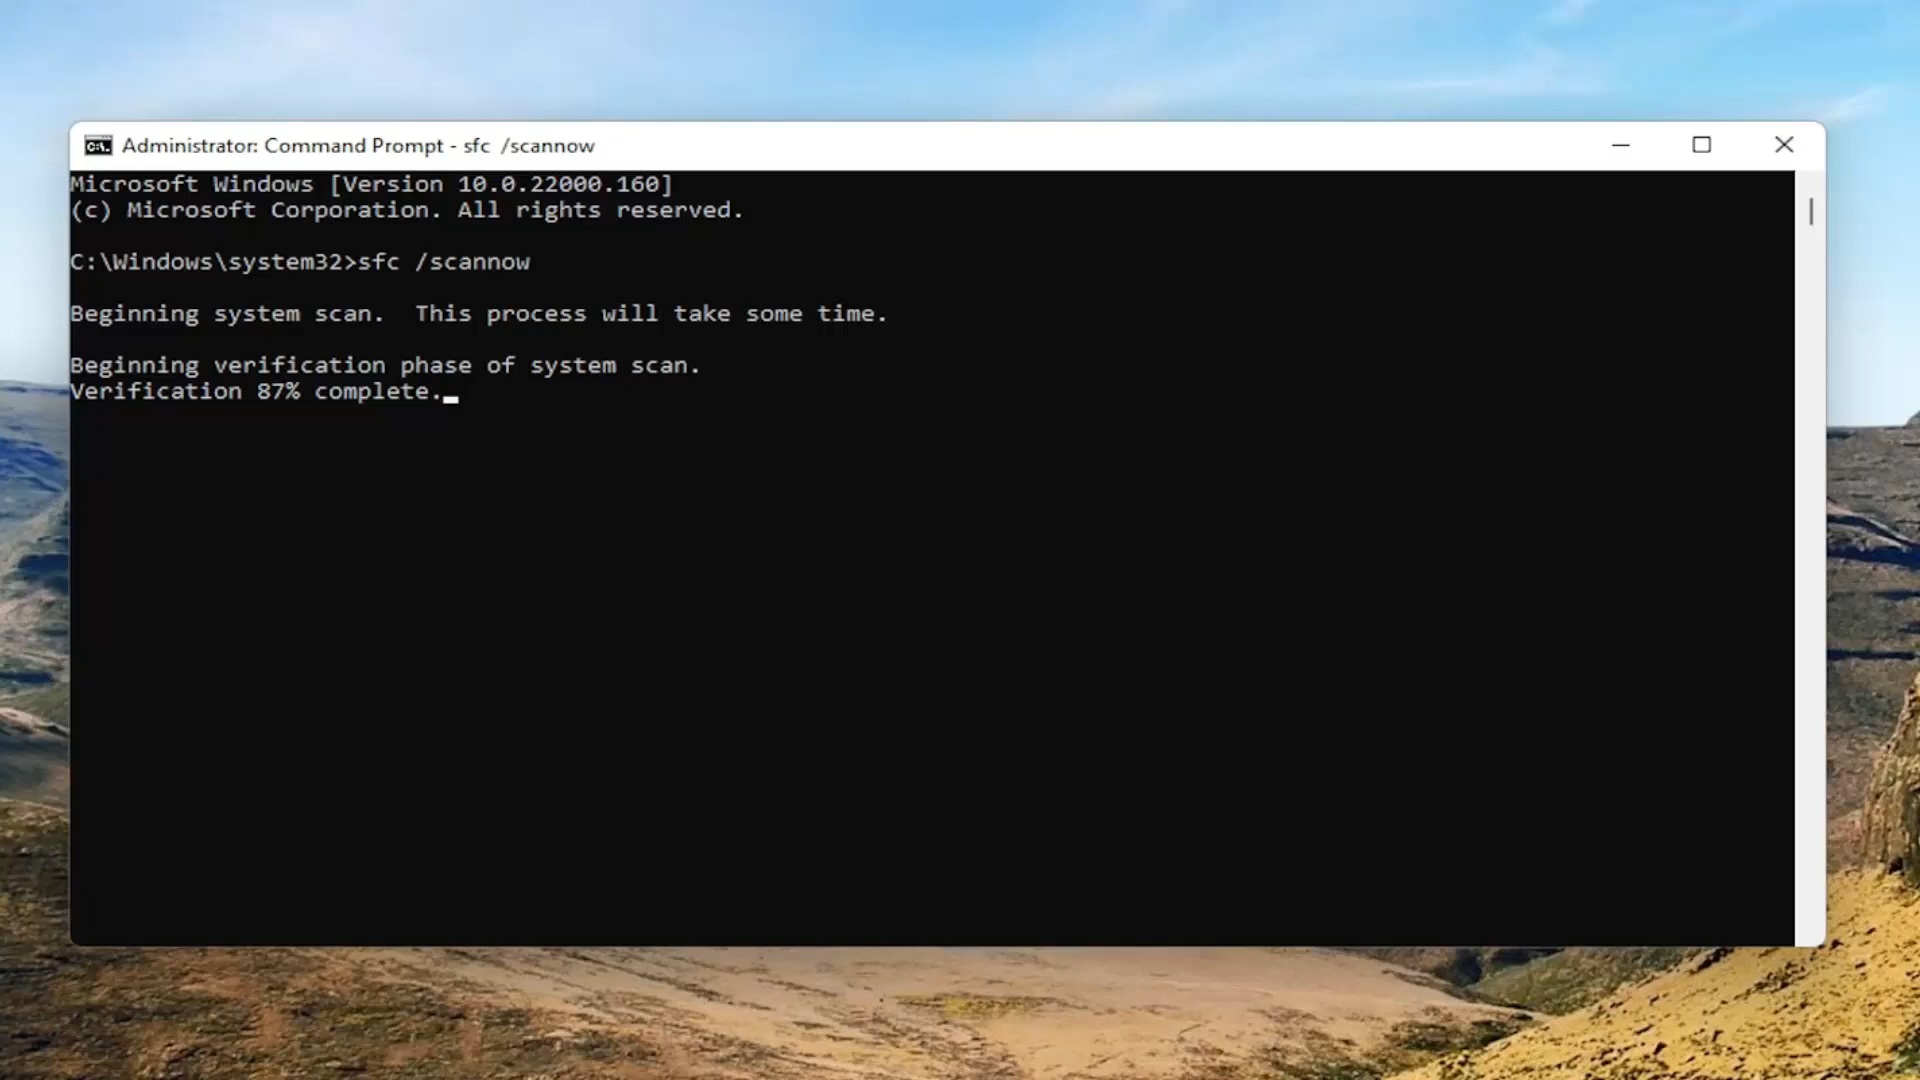 Administrator: Command Prompt - sfc  /scannow
Microsoft Windows [Version 10.0.22000.160]
(c) Microsoft Corporation. All rights reserved.
C:\Windows\system32>sfc /scannow
Beginning system scan.  This process will take some time.
Beginning verification phase of system scan.
Verification 87% complete.